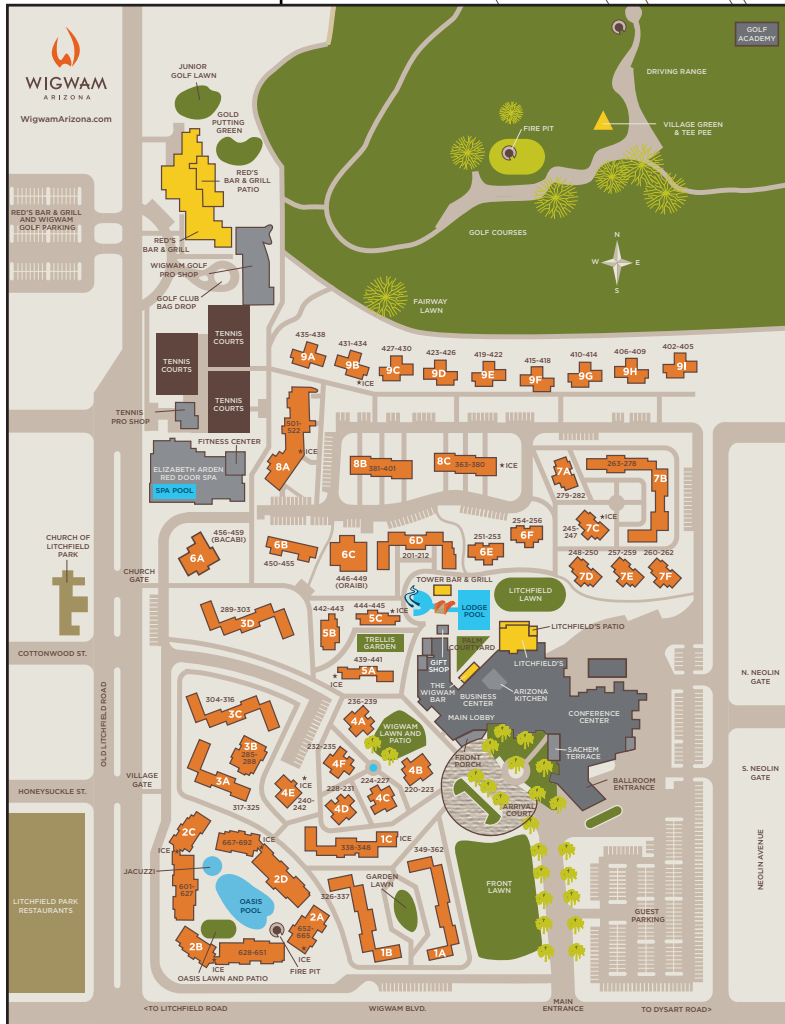 GOLF
ACADEMY
WIGWAM
ARIZONA
WigwamArizona.com
JUNIOR
GOLF LAWN
GOLD
PUTTING
GREEN
DRIVING RANGE
FIRE PIT
VILLAGE GREEN
& TEE PEE
RED'S
BAR & GRILL
PATIO
RED'S BAR & GRILL
AND WIGWAM
GOLF PARKING
RED'S
BAR & GRILL
GOLF COURSES
N
W
E
S
WIGWAM GOLF
PRO SHOP
GOLF CLUB
BAG DROP
FAIRWAY
LAWN
TENNIS
COURTS
TENNIS
COURTS
TENNIS
COURTS
435-438
9A
431-434
9B
ICE
427-430
9C
423-426
9D
419-422
9E
415-418
9F
410-414
9G
406-409
9H
402-405
9I
TENNIS
PRO SHOP
FITNESS CENTER
ELIZABETH ARDEN
RED DOOR SPA
SPA POOL
501-
522
ICE
8A
8B
381-401
8C
363-380
ICE
7A
279-282
263-278
7B
245-
247
7C
ICE
CHURCH OF
LITCHFIELD
PARK
CHURCH
GATE
456-459
(BACABI)
6A
6B
450-455
6C
446-449
(ORAIBI)
6D
201-212
251-253
6E
254-256
6F
248-250
7D
257-259
7E
260-262
7F
TOWER BAR & GRILL
LODGE
POOL
LITCHFIELD
LAWN
289-303
3D
442-443
5B
444-445
5C
ICE
TRELLIS
GARDEN
439-441
5A
ICE
PALM
COURTYARD
LITCHFIELD'S PATIO
LITCHFIELD'S
GIFT
SHOP
THE
WIGWAM
BAR
BUSINESS
CENTER
ARIZONA
KITCHEN
MAIN LOBBY
CONFERENCE
CENTER
SACHEM
TERRACE
BALLROOM
ENTRANCE
FRONT
PORCH
ARRIVAL
COURT
COTTONWOOD ST.
OLD LITCHFIELD ROAD
N. NEOLIN
GATE
S. NEOLIN
GATE
NEOLIN AVENUE
304-316
3C
3B
285-
288
3A
317-325
236-239
4A
WIGWAM
LAWN AND
PATIO
232-235
4F
224-227
4B
220-223
4C
228-231
4D
4E
ICE
240-
242
VILLAGE
GATE
HONEYSUCKLE ST.
LITCHFIELD PARK
RESTAURANTS
2C
ICE
667-692
ICE
2D
JACUZZI
601-
627
OASIS
POOL
338-348
1C
ICE
349-362
GARDEN
LAWN
326-337
1B
1A
2A
652-
665
ICE
2B
ICE
628-651
FIRE PIT
OASIS LAWN AND PATIO
FRONT
LAWN
GUEST
PARKING
<TO LITCHFIELD ROAD
WIGWAM BLVD.
MAIN
ENTRANCE
TO DYSART ROAD>